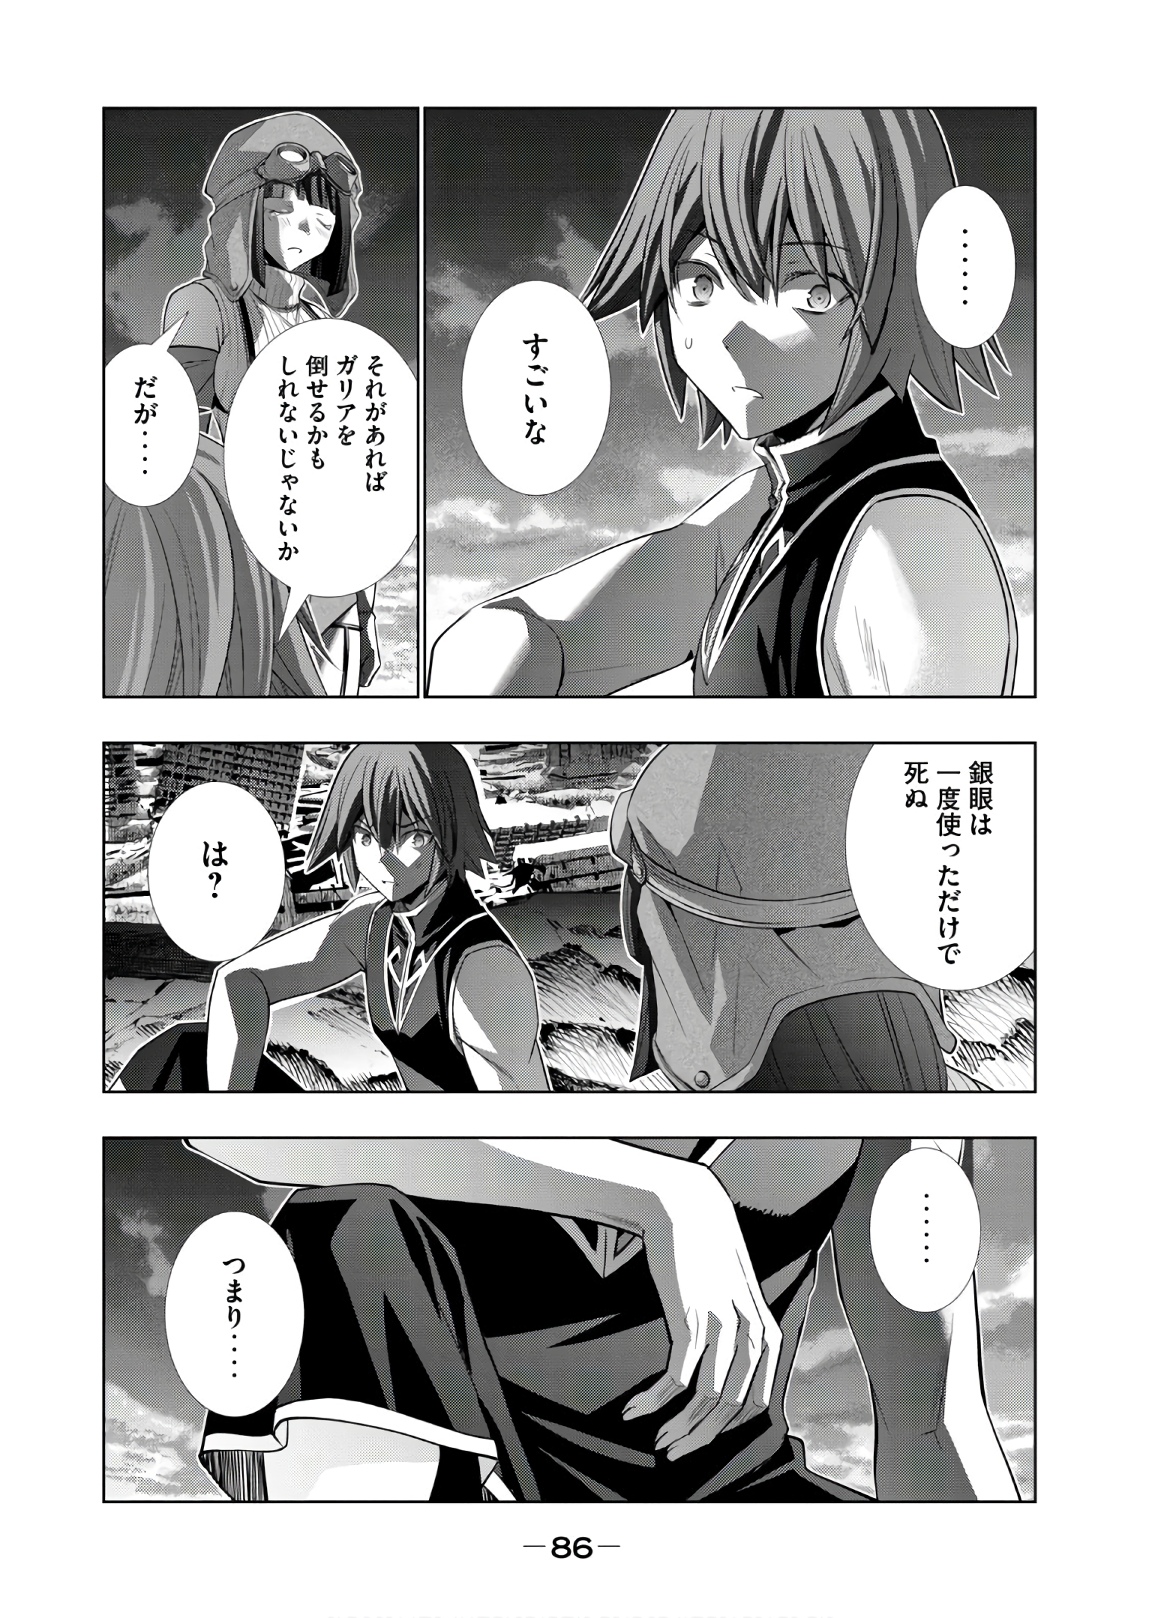 ‥‥‥
すごいな
それがあれば
ガリアを
倒せるかも
しれないじゃないか
だが‥‥
銀眼は
一度使っただけで
死ぬ
は？
‥‥‥
つまり‥‥
—86—